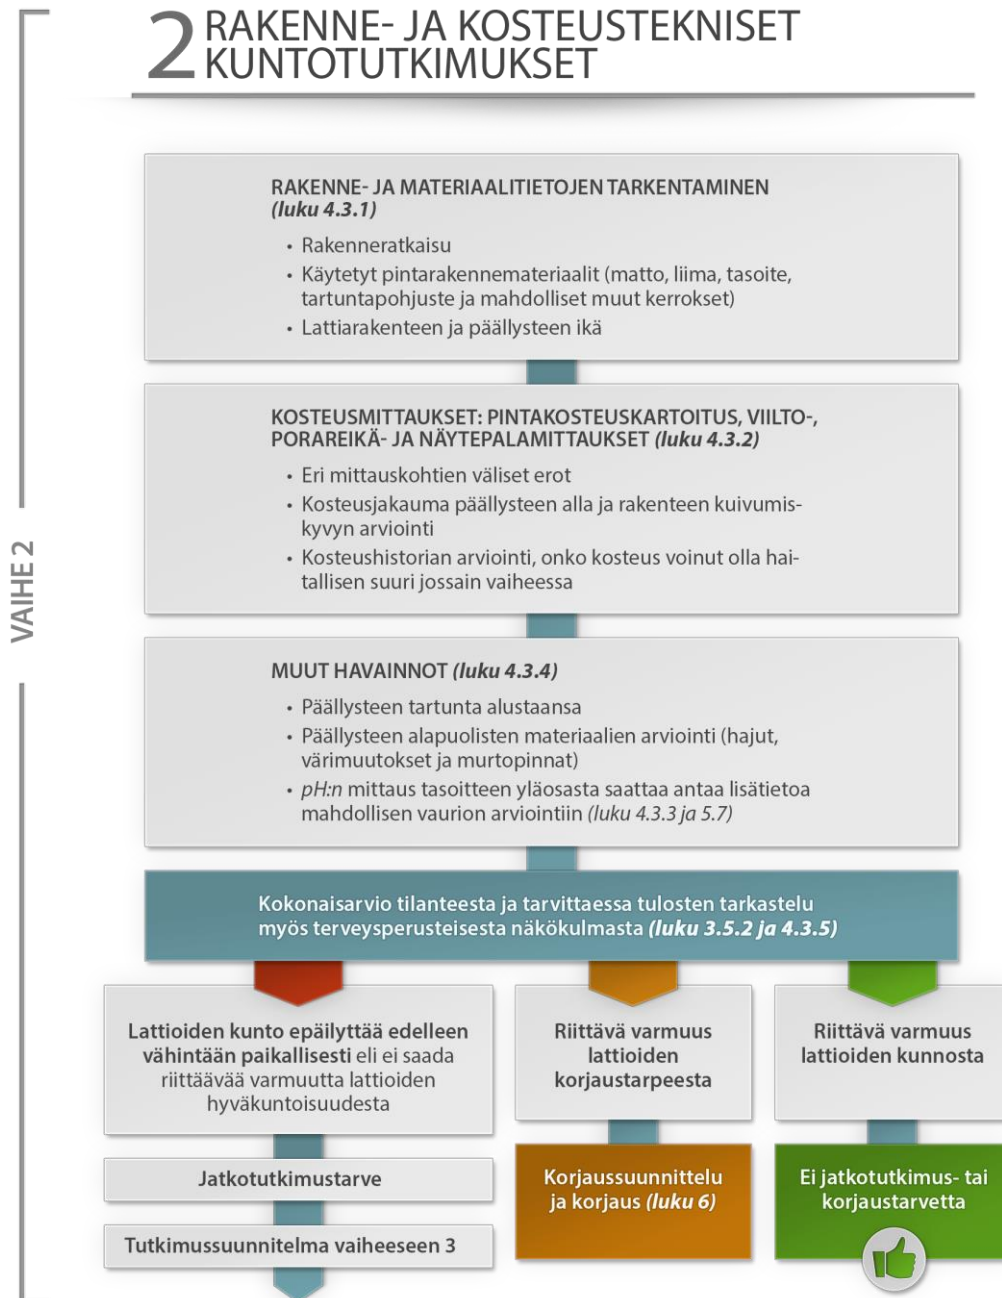 2 RAKENNE- JA KOSTEUSTEKNISET
KUNTOTUTKIMUKSET
VAIHE 2
RAKENNE- JA MATERIAALITIETOJEN TARKENTAMINEN
(luku 4.3.1)
• Rakenneratkaisu
• Käytetyt pintarakennemateriaalit (matto, liima, tasoite,
tartuntapohjuste ja mahdolliset muut kerrokset)
• Lattiarakenteen ja päällysteen ikä
KOSTEUSMITTAUKSET: PINTAKOSTEUSKARTOITUS, VIILTO-,
PORAREIKÄ- JA NÄYTEPALAMITTAUKSET (luku 4.3.2)
• Eri mittauskohtien väliset erot
• Kosteusjakauma päällysteen alla ja rakenteen kuivumis-
kyvyn arviointi
• Kosteushistorian arviointi, onko kosteus voinut olla hai-
tallisen suuri jossain vaiheessa
MUUT HAVAINNOT (luku 4.3.4)
• Päällysteen tartunta alustaansa
• Päällysteen alapuolisten materiaalien arviointi (hajut,
värimuutokset ja murtopinnat)
• pH:n mittaus tasoitteen yläosasta saattaa antaa lisätietoa
mahdollisen vaurion arviointiin (luku 4.3.3 ja 5.7)
Kokonaisarvio tilanteesta ja tarvittaessa tulosten tarkastelu
myös terveysperusteisesta näkökulmasta (luku 3.5.2 ja 4.3.5)
Lattioiden kunto epäilyttää edelleen
vähintään paikallisesti eli ei saada
riittäävää varmuutta lattioiden
hyväkuntoisuudesta
Jatkotutkimustarve
Tutkimussuunnitelma vaiheeseen 3
Riittävä varmuus
lattioiden
korjaustarpeesta
Korjaussuunnittelu
ja korjaus (luku 6)
Riittävä varmuus
lattioiden kunnosta
Ei jatkotutkimus- tai
korjaustarvetta